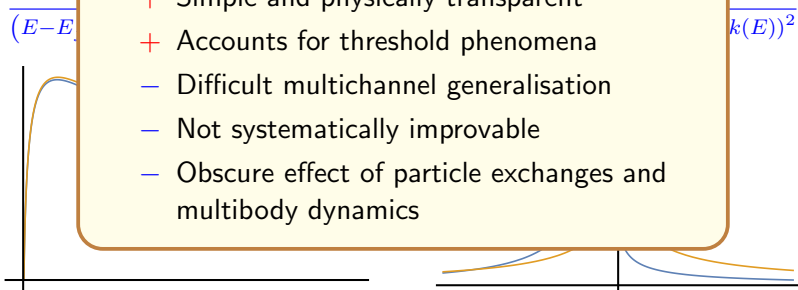 + Simple and physically transparent
(E−E k(E))²
+ Accounts for threshold phenomena
− Difficult multichannel generalisation
− Not systematically improvable
− Obscure effect of particle exchanges and
multibody dynamics